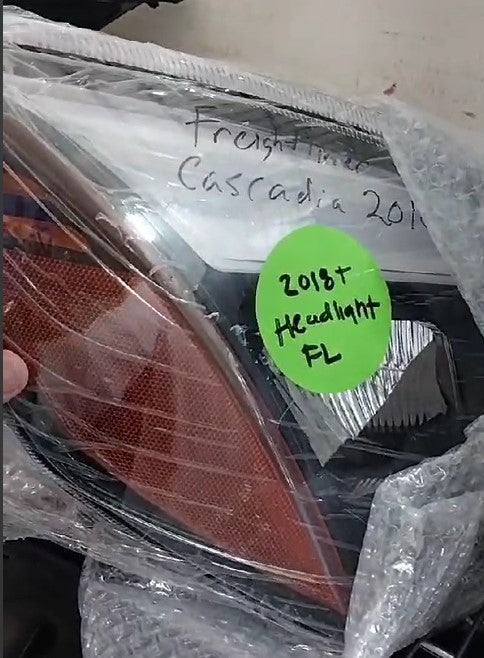 Freightliner
Cascadia 201
2018+
Headlight
FL